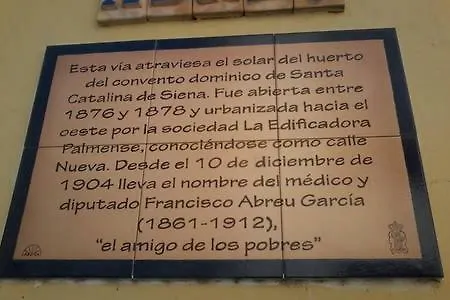 Esta vía atraviesa el solar del huerto
del convento dominico de Santa
Catalina de Siena. Fue abierta entre
1876 y 1878 y urbanizada hacia el
oeste por la sociedad La Edificadora
Palmense, conociéndose como calle
Nueva. Desde el 10 de diciembre de
1904 lleva el nombre del médico y
diputado Francisco Abreu García
(1861-1912),
"el amigo de los pobres"